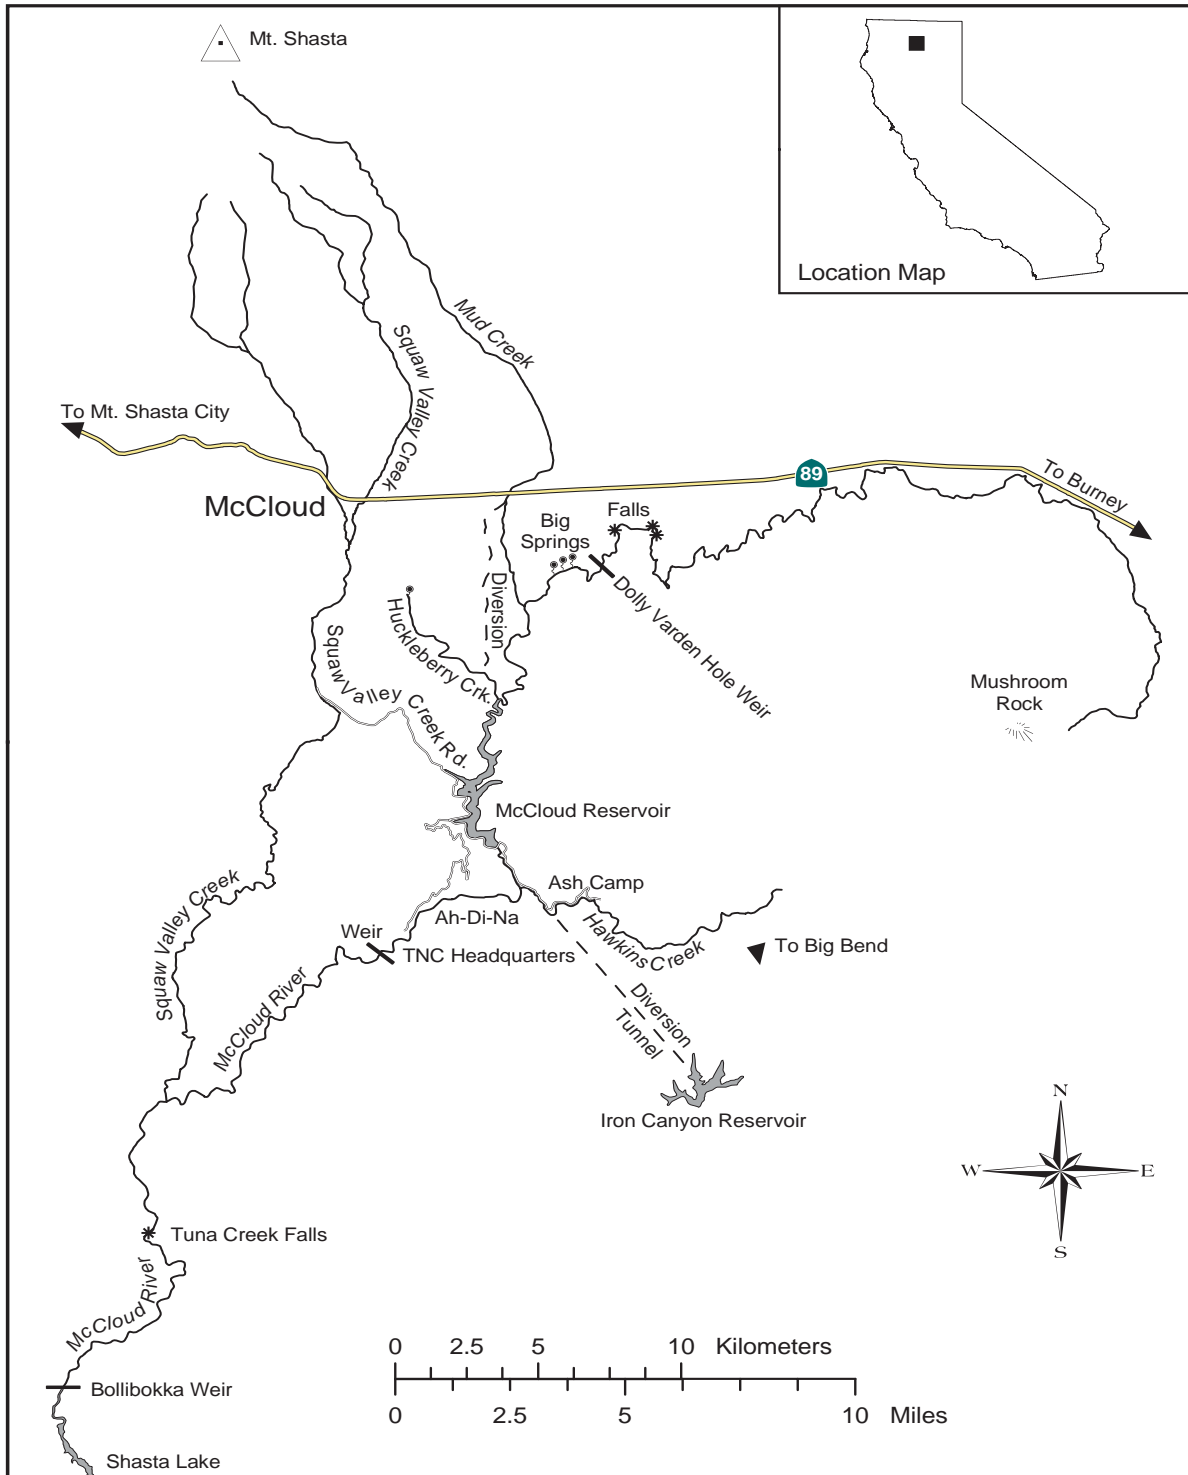 Mt. Shasta
Location Map
Mud Creek
Squaw Valley Creek
To Mt. Shasta City
89
To Burney
McCloud
Big
Springs
Falls
Diversion
Dolly Varden Hole Weir
Huckleberry Crk.
Squaw Valley Creek Rd.
Mushroom
Rock
McCloud Reservoir
Squaw Valley Creek
Ash Camp
Ah-Di-Na
Hawkins Creek
Weir
TNC Headquarters
To Big Bend
McCloud River
Diversion
Tunnel
Iron Canyon Reservoir
N
W
E
S
Tuna Creek Falls
McCloud River
0 2.5 5 10 Kilometers
0 2.5 5 10 Miles
Bollibokka Weir
Shasta Lake